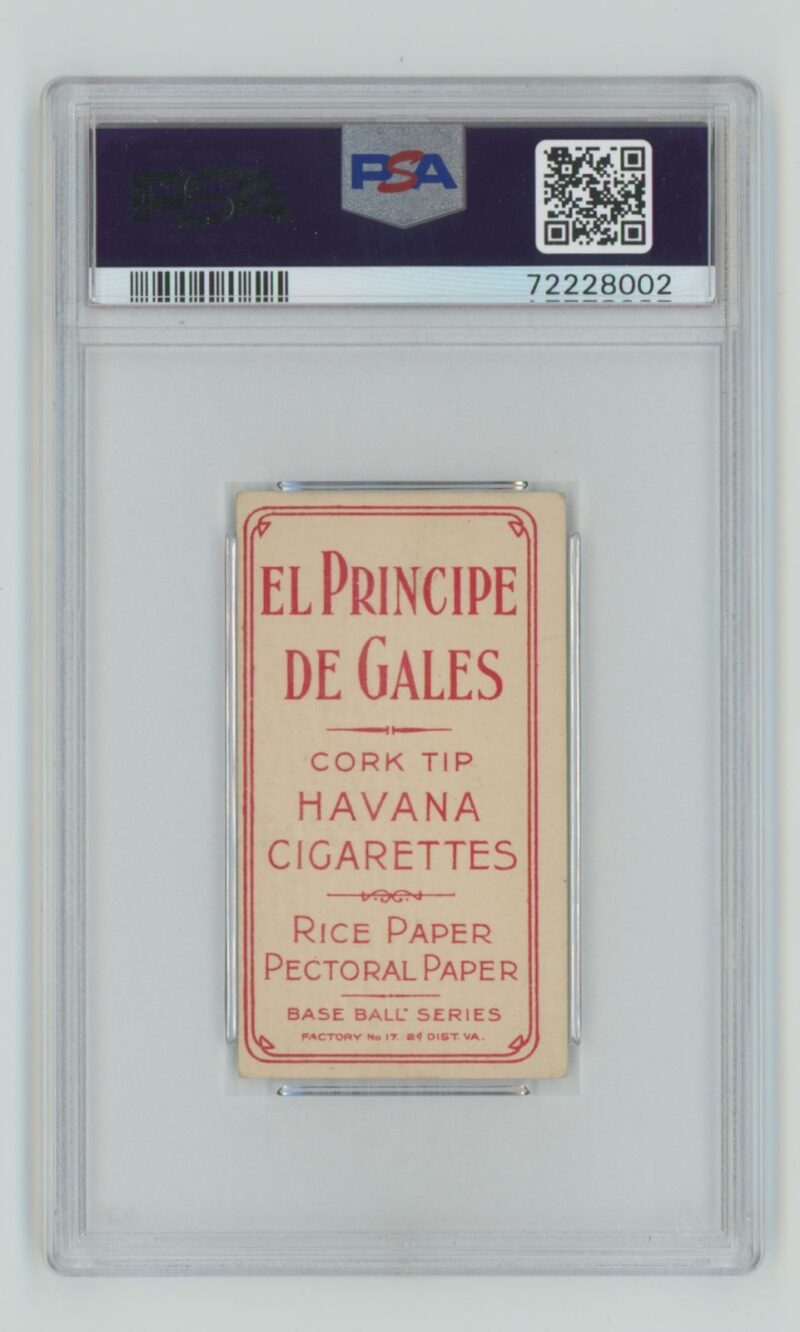 PSA
PSA
72228002
EL PRINCIPE
DE GALES
CORK TIP
HAVANA
CIGARETTES
RICE PAPER
PECTORAL PAPER
BASE BALL SERIES
FACTORY No 17. 2d DIST. VA.